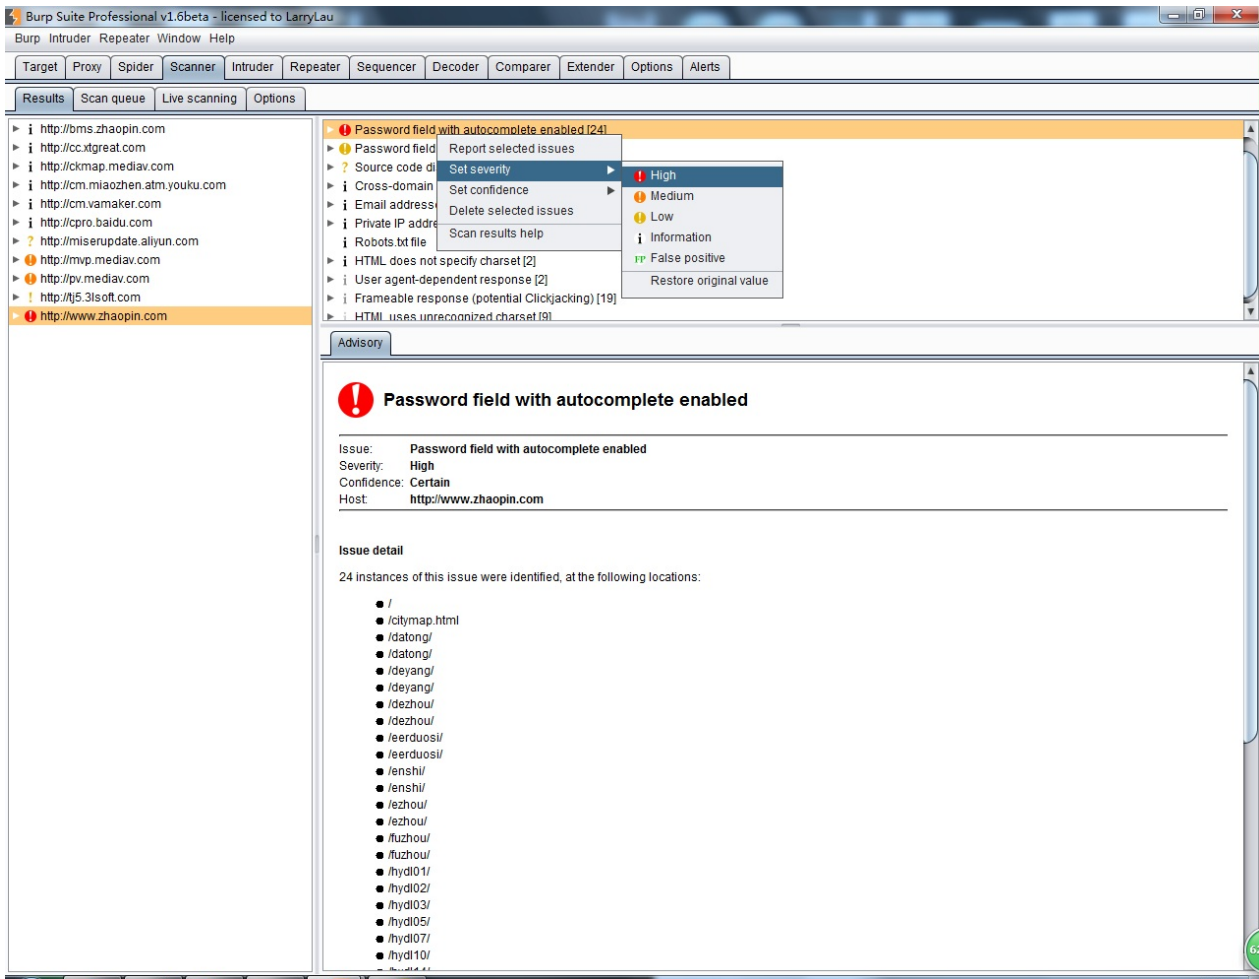 Burp Suite Professional v1.6beta - licensed to LarryLau
Burp Intruder Repeater Window Help
Target Proxy Spider Scanner Intruder Repeater Sequencer Decoder Comparer Extender Options Alerts
Results Scan queue Live scanning Options
http://bms.zhaopin.com
http://cc.xtgreat.com
http://ckmap.mediav.com
http://cm.miaozhen.atm.youku.com
http://cm.vamaker.com
http://cpro.baidu.com
http://miserupdate.aliyun.com
http://mvp.mediav.com
http://pv.mediav.com
http://tj5.3lsoft.com
http://www.zhaopin.com
Password field with autocomplete enabled [24]
Password field
Source code di
Cross-domain
Email address
Private IP addre
Robots.txt file
HTML does not specify charset [2]
User agent-dependent response [2]
Frameable response (potential Clickjacking) [19]
HTML uses unrecognized charset [9]
Report selected issues
Set severity
Set confidence
Delete selected issues
Scan results help
High
Medium
Low
Information
FP False positive
Restore original value
Advisory
Password field with autocomplete enabled
Issue: Password field with autocomplete enabled
Severity: High
Confidence: Certain
Host: http://www.zhaopin.com
Issue detail
24 instances of this issue were identified, at the following locations:
/
/citymap.html
/datong/
/datong/
/deyang/
/deyang/
/dezhou/
/dezhou/
/eerduosi/
/eerduosi/
/enshi/
/enshi/
/ezhou/
/ezhou/
/fuzhou/
/fuzhou/
/hydl01/
/hydl02/
/hydl03/
/hydl05/
/hydl07/
/hydl10/